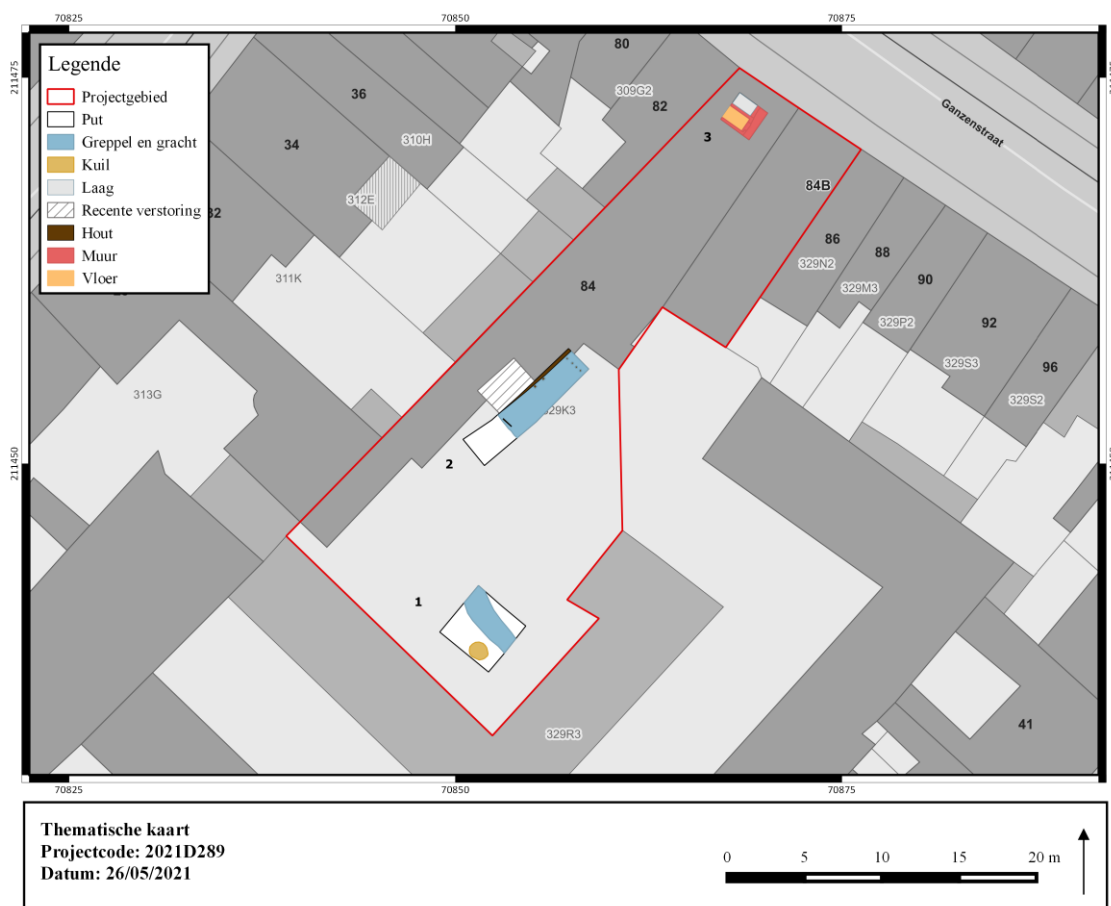 70825
70850
70875
211475
Legende
Projectgebied
Put
Greppel en gracht
Kuil
Laag
Recente verstoring
Hout
Muur
Vloer
80
309G2
82
36
310H
34
312E
32
311K
313G
3
Ganzenstraat
84B
84
86
329N2
88
329M3
90
329P2
92
329S3
96
329S2
329K3
2
211450
1
329R3
41
70825
70850
70875
Thematische kaart
Projectcode: 2021D289
Datum: 26/05/2021
0 5 10 15 20 m